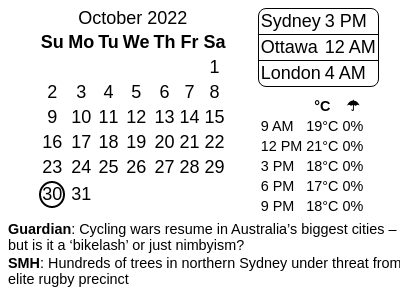 October 2022
Su Mo Tu We Th Fr Sa
1
2 3 4 5 6 7 8
9 10 11 12 13 14 15
16 17 18 19 20 21 22
23 24 25 26 27 28 29
30 31
Sydney 3 PM
Ottawa 12 AM
London 4 AM
°C ☂
9 AM 19°C 0%
12 PM 21°C 0%
3 PM 18°C 0%
6 PM 17°C 0%
9 PM 18°C 0%
Guardian: Cycling wars resume in Australia's biggest cities –
but is it a ‘bikelash’ or just nimbyism?
SMH: Hundreds of trees in northern Sydney under threat from
elite rugby precinct